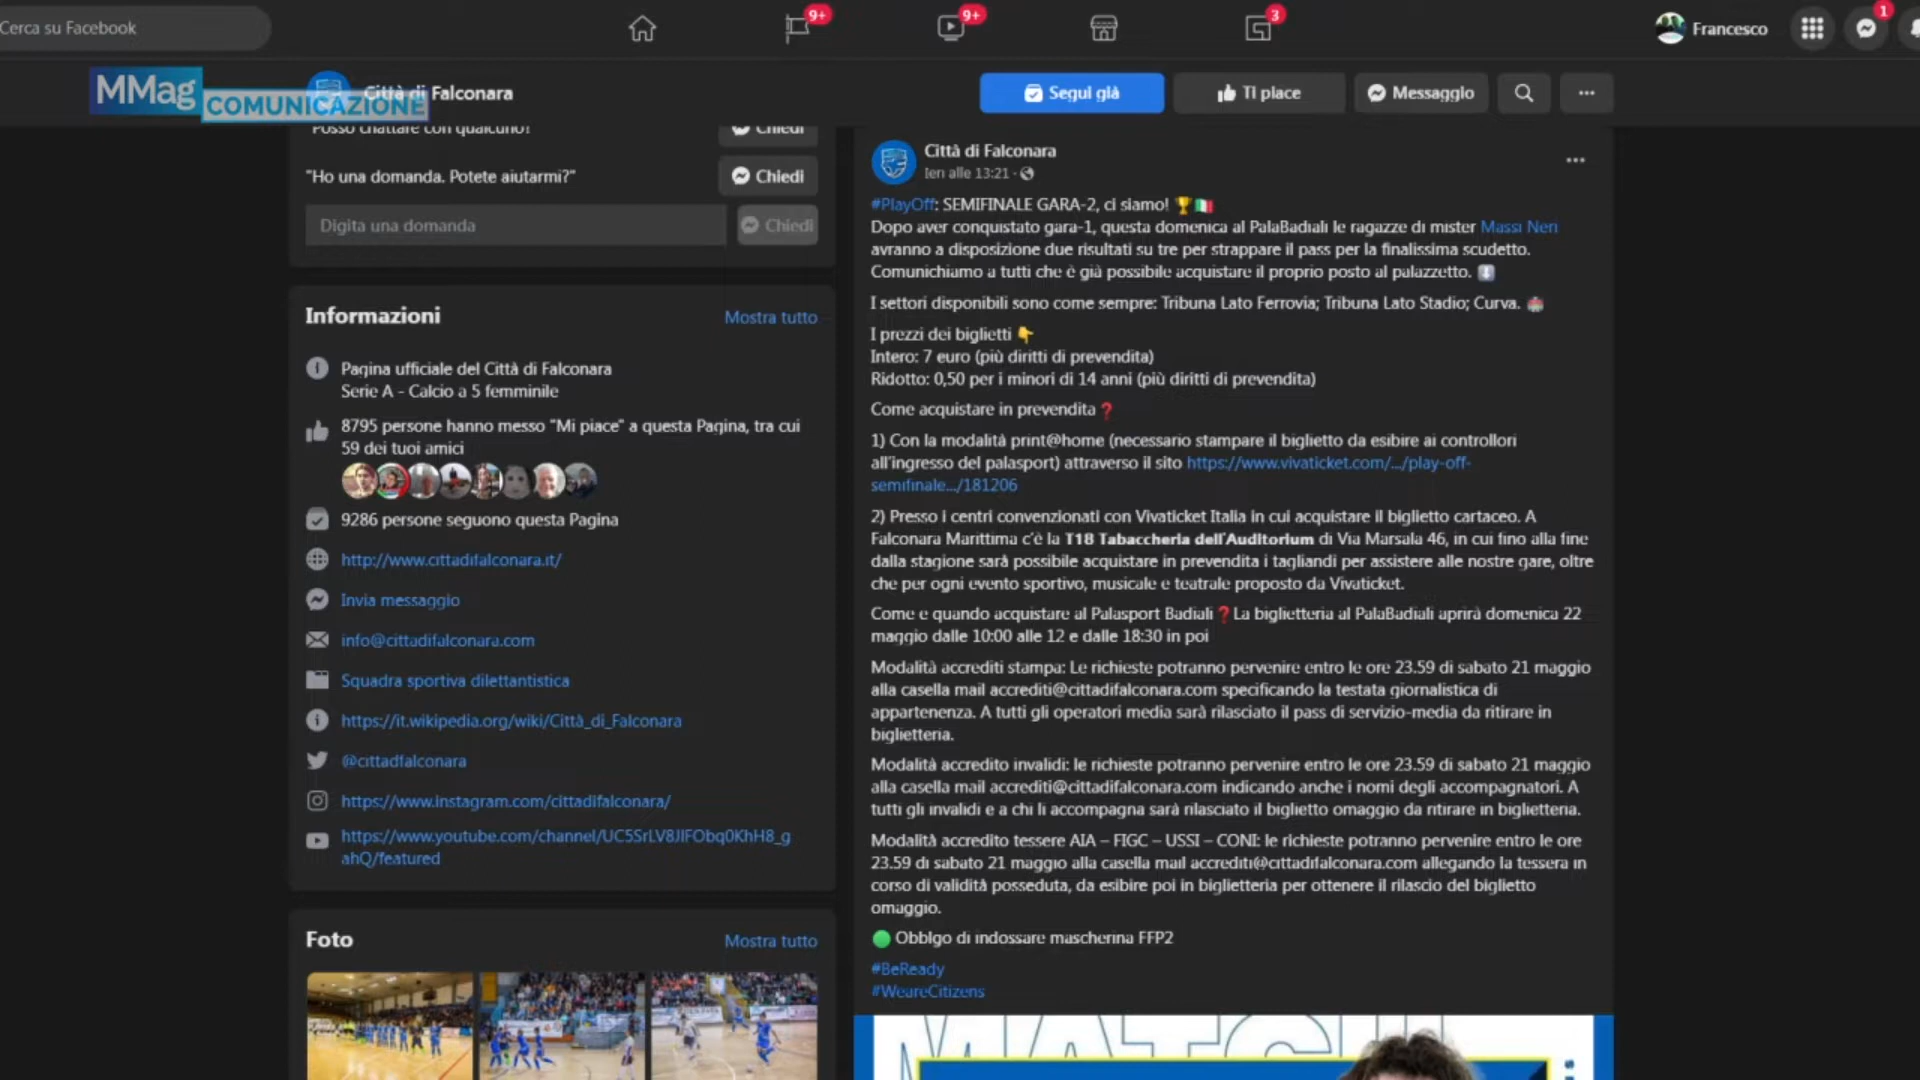 Cerca su Facebook
9+
9+
3
Francesco
1
MMag
COMUNICAZIONE
Città di Falconara
Segui già
Ti piace
Messaggio
"Posso chattare con qualcuno?"
Chiedi
"Ho una domanda. Potete aiutarmi?"
Chiedi
Digita una domanda
Chiedi
Informazioni
Mostra tutto
Pagina ufficiale del Città di Falconara
Serie A - Calcio a 5 femminile
8795 persone hanno messo "Mi piace" a questa Pagina, tra cui
59 dei tuoi amici
9286 persone seguono questa Pagina
http://www.cittadifalconara.it/
Invia messaggio
info@cittadifalconara.com
Squadra sportiva dilettantistica
https://it.wikipedia.org/wiki/Città_di_Falconara
@cittadfalconara
https://www.instagram.com/cittadifalconara/
Foto
Mostra tutto
Città di Falconara
Ieri alle 13:21 ·
#PlayOff: SEMIFINALE GARA-2, ci siamo! 🏆🇮🇹
Dopo aver conquistato gara-1, questa domenica al PalaBadiali le ragazze di mister Massi Neri
avranno a disposizione due risultati su tre per strappare il pass per la finalissima scudetto.
Comunichiamo a tutti che è già possibile acquistare il proprio posto al palazzetto. ⬇️
I settori disponibili sono come sempre: Tribuna Lato Ferrovia; Tribuna Lato Stadio; Curva. 🏟️
I prezzi dei biglietti 👇
Intero: 7 euro (più diritti di prevendita)
Ridotto: 0,50 per i minori di 14 anni (più diritti di prevendita)
Come acquistare in prevendita❓
1) Con la modalità print@home (necessario stampare il biglietto da esibire ai controllori
all'ingresso del palasport) attraverso il sito https://www.vivaticket.com/.../play-off-
semifinale.../181206
2) Presso i centri convenzionati con Vivaticket Italia in cui acquistare il biglietto cartaceo. A
Falconara Marittima c'è la T18 Tabaccheria dell'Auditorium di Via Marsala 46, in cui fino alla fine
dalla stagione sarà possibile acquistare in prevendita i tagliandi per assistere alle nostre gare, oltre
che per ogni evento sportivo, musicale e teatrale proposto da Vivaticket.
Come e quando acquistare al Palasport Badiali❓La biglietteria al PalaBadiali aprirà domenica 22
maggio dalle 10:00 alle 12 e dalle 18:30 in poi
Modalità accrediti stampa: Le richieste potranno pervenire entro le ore 23.59 di sabato 21 maggio
alla casella mail accrediti@cittadifalconara.com specificando la testata giornalistica di
appartenenza. A tutti gli operatori media sarà rilasciato il pass di servizio-media da ritirare in
biglietteria.
Modalità accredito invalidi: le richieste potranno pervenire entro le ore 23.59 di sabato 21 maggio
alla casella mail accrediti@cittadifalconara.com indicando anche i nomi degli accompagnatori. A
tutti gli invalidi e a chi li accompagna sarà rilasciato il biglietto omaggio da ritirare in biglietteria.
Modalità accredito tessere AIA – FIGC – USSI – CONI: le richieste potranno pervenire entro le ore
23.59 di sabato 21 maggio alla casella mail accrediti@cittadifalconara.com allegando la tessera in
corso di validità posseduta, da esibire poi in biglietteria per ottenere il rilascio del biglietto
omaggio.
🟢 Obblgo di indossare mascherina FFP2
#BeReady
#WeareCitizens
MATCH